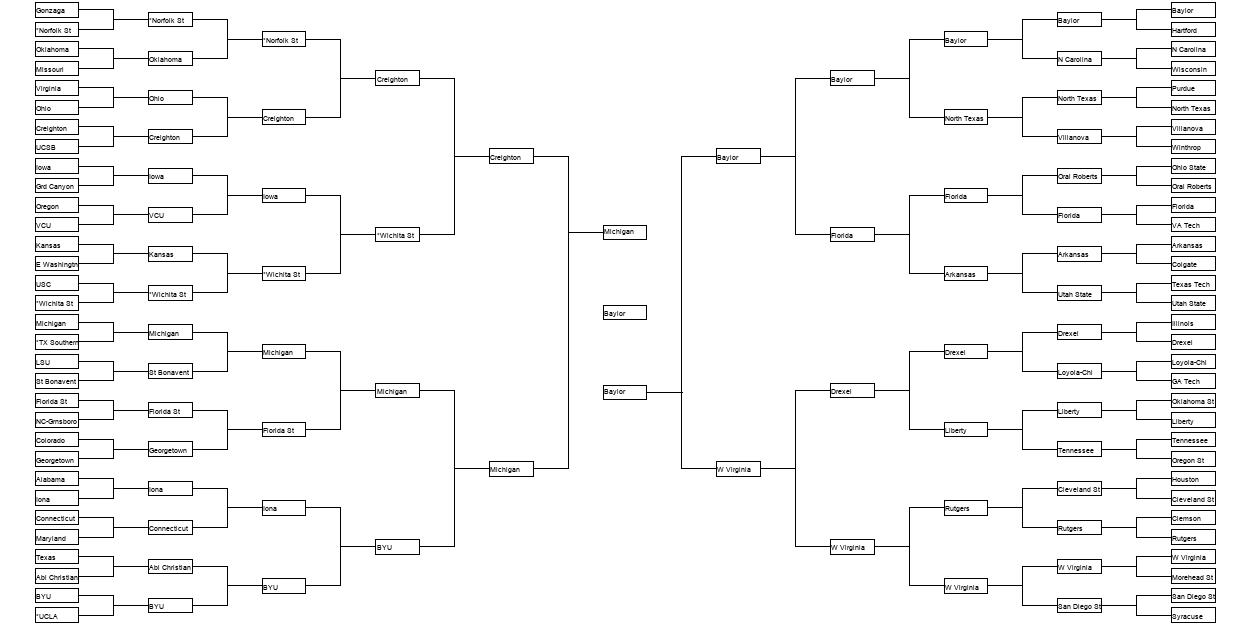 Gonzaga
*Norfolk St
Oklahoma
Missouri
Virginia
Ohio
Creighton
UCSB
Iowa
Grd Canyon
Oregon
VCU
Kansas
E Washingtn
USC
*Wichita St
Michigan
*TX Southern
LSU
St Bonavent
Florida St
NC-Grnsboro
Colorado
Georgetown
Alabama
Iona
Connecticut
Maryland
Texas
Abi Christian
BYU
*UCLA
*Norfolk St
Oklahoma
Ohio
Creighton
Iowa
VCU
Kansas
*Wichita St
Michigan
St Bonavent
Florida St
Georgetown
Iona
Connecticut
Abi Christian
BYU
*Norfolk St
Creighton
Iowa
*Wichita St
Michigan
Florida St
Iona
BYU
Creighton
*Wichita St
Michigan
BYU
Creighton
Michigan
Michigan
Baylor
Baylor
Baylor
W Virginia
Baylor
Florida
Drexel
W Virginia
Baylor
North Texas
Florida
Arkansas
Drexel
Liberty
Rutgers
W Virginia
Baylor
N Carolina
North Texas
Villanova
Oral Roberts
Florida
Arkansas
Utah State
Drexel
Loyola-Chi
Liberty
Tennessee
Cleveland St
Rutgers
W Virginia
San Diego St
Baylor
Hartford
N Carolina
Wisconsin
Purdue
North Texas
Villanova
Winthrop
Ohio State
Oral Roberts
Florida
VA Tech
Arkansas
Colgate
Texas Tech
Utah State
Illinois
Drexel
Loyola-Chi
GA Tech
Oklahoma St
Liberty
Tennessee
Oregon St
Houston
Cleveland St
Clemson
Rutgers
W Virginia
Morehead St
San Diego St
Syracuse